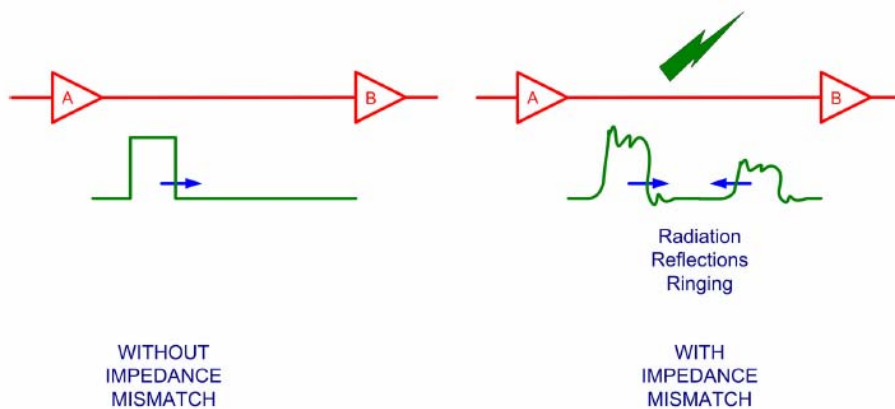 A
B
A
B
Radiation
Reflections
Ringing
WITHOUT
IMPEDANCE
MISMATCH
WITH
IMPEDANCE
MISMATCH